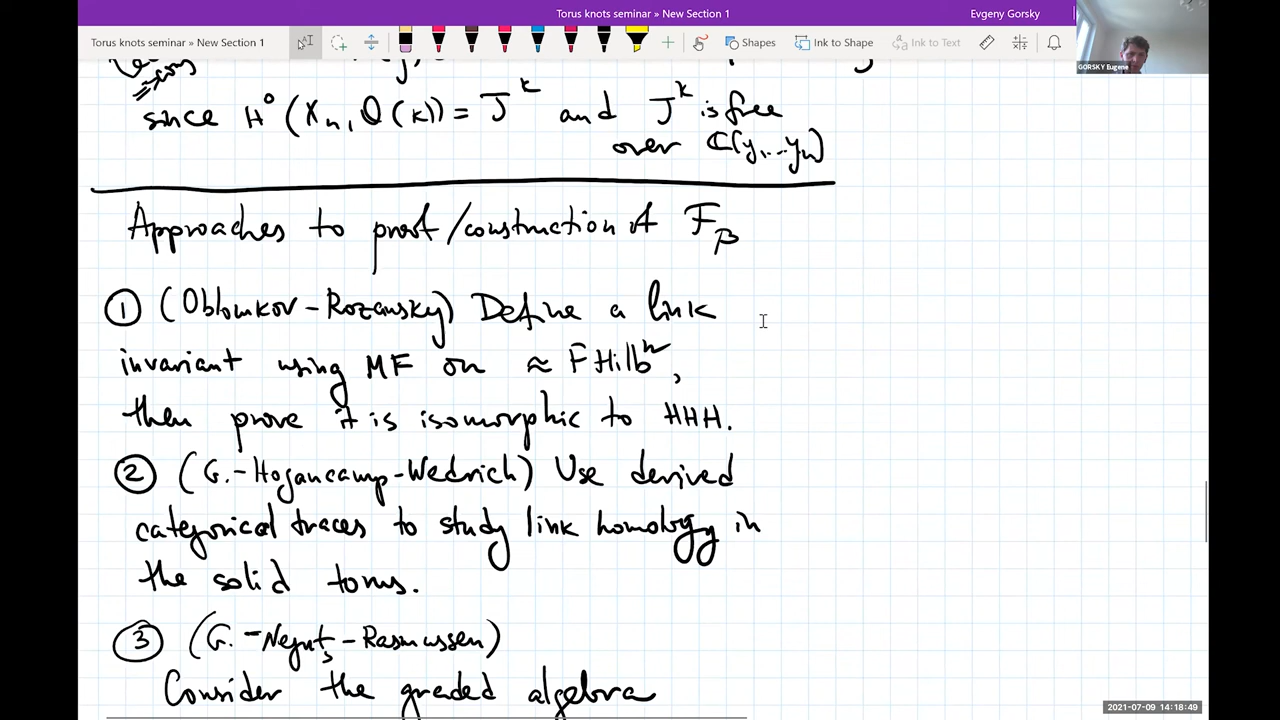 Torus knots seminar » New Section 1
Evgeny Gorsky
Torus knots seminar » New Section 1
Shapes
Ink to Shape
Ink to Text
GORSKY Eugene
since H⁰(Xₙ, O(k)) = Jᵏ and Jᵏ is free
over ℂ[y₁...yₙ]
Approaches to proof/construction of F_β
① (Oblomkov-Rozansky) Define a link
invariant using MF on ≈ FHilbⁿ,
then prove it is isomorphic to HHH.
② (G.-Hogancamp-Wedrich) Use derived
categorical traces to study link homology in
the solid torus.
③ (G.-Neguț-Rasmussen)
Consider the graded algebra
2021-07-09 14:18:49